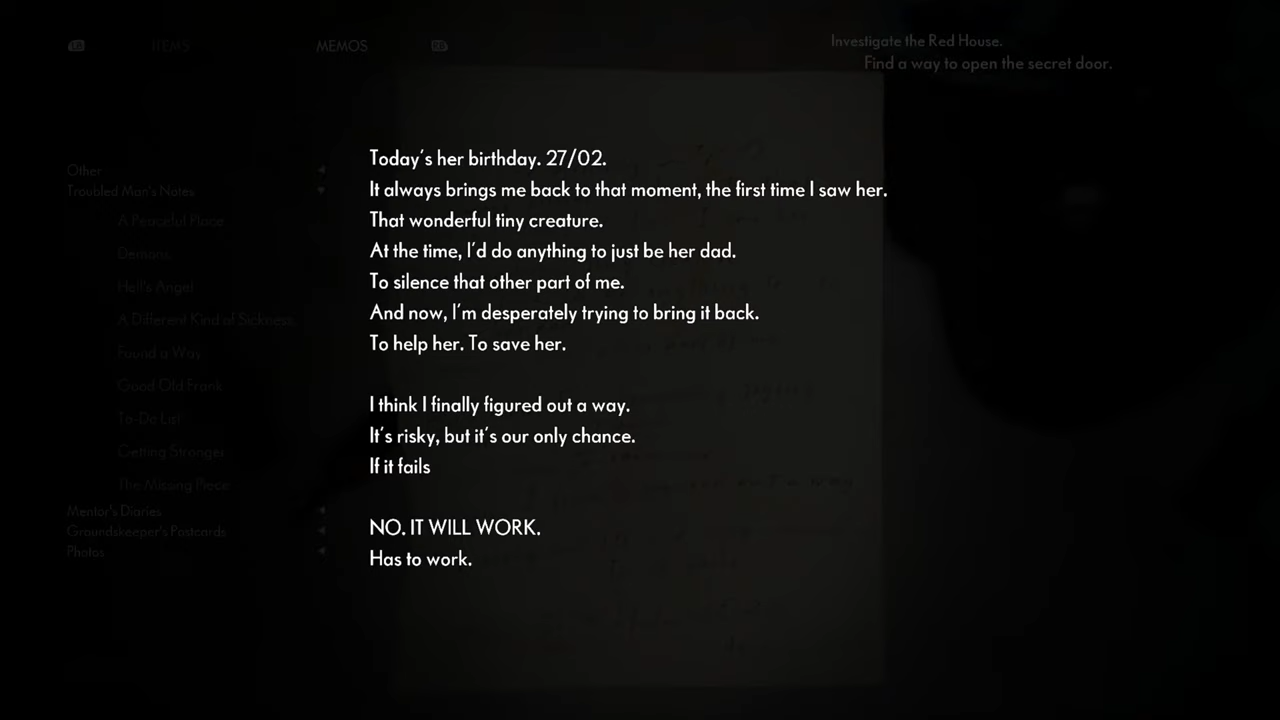 LB
ITEMS
MEMOS
RB
Investigate the Red House.
Find a way to open the secret door.
Other
Troubled Man's Notes
A Peaceful Place
Demons
Hell's Angel
A Different Kind of Sickness
Found a Way
Good Old Frank
To-Do List
Getting Stronger
The Missing Piece
Mentor's Diaries
Groundskeeper's Postcards
Photos
Today's her birthday. 27/02.
It always brings me back to that moment, the first time I saw her.
That wonderful tiny creature.
At the time, I'd do anything to just be her dad.
To silence that other part of me.
And now, I'm desperately trying to bring it back.
To help her. To save her.
I think I finally figured out a way.
It's risky, but it's our only chance.
If it fails
NO. IT WILL WORK.
Has to work.